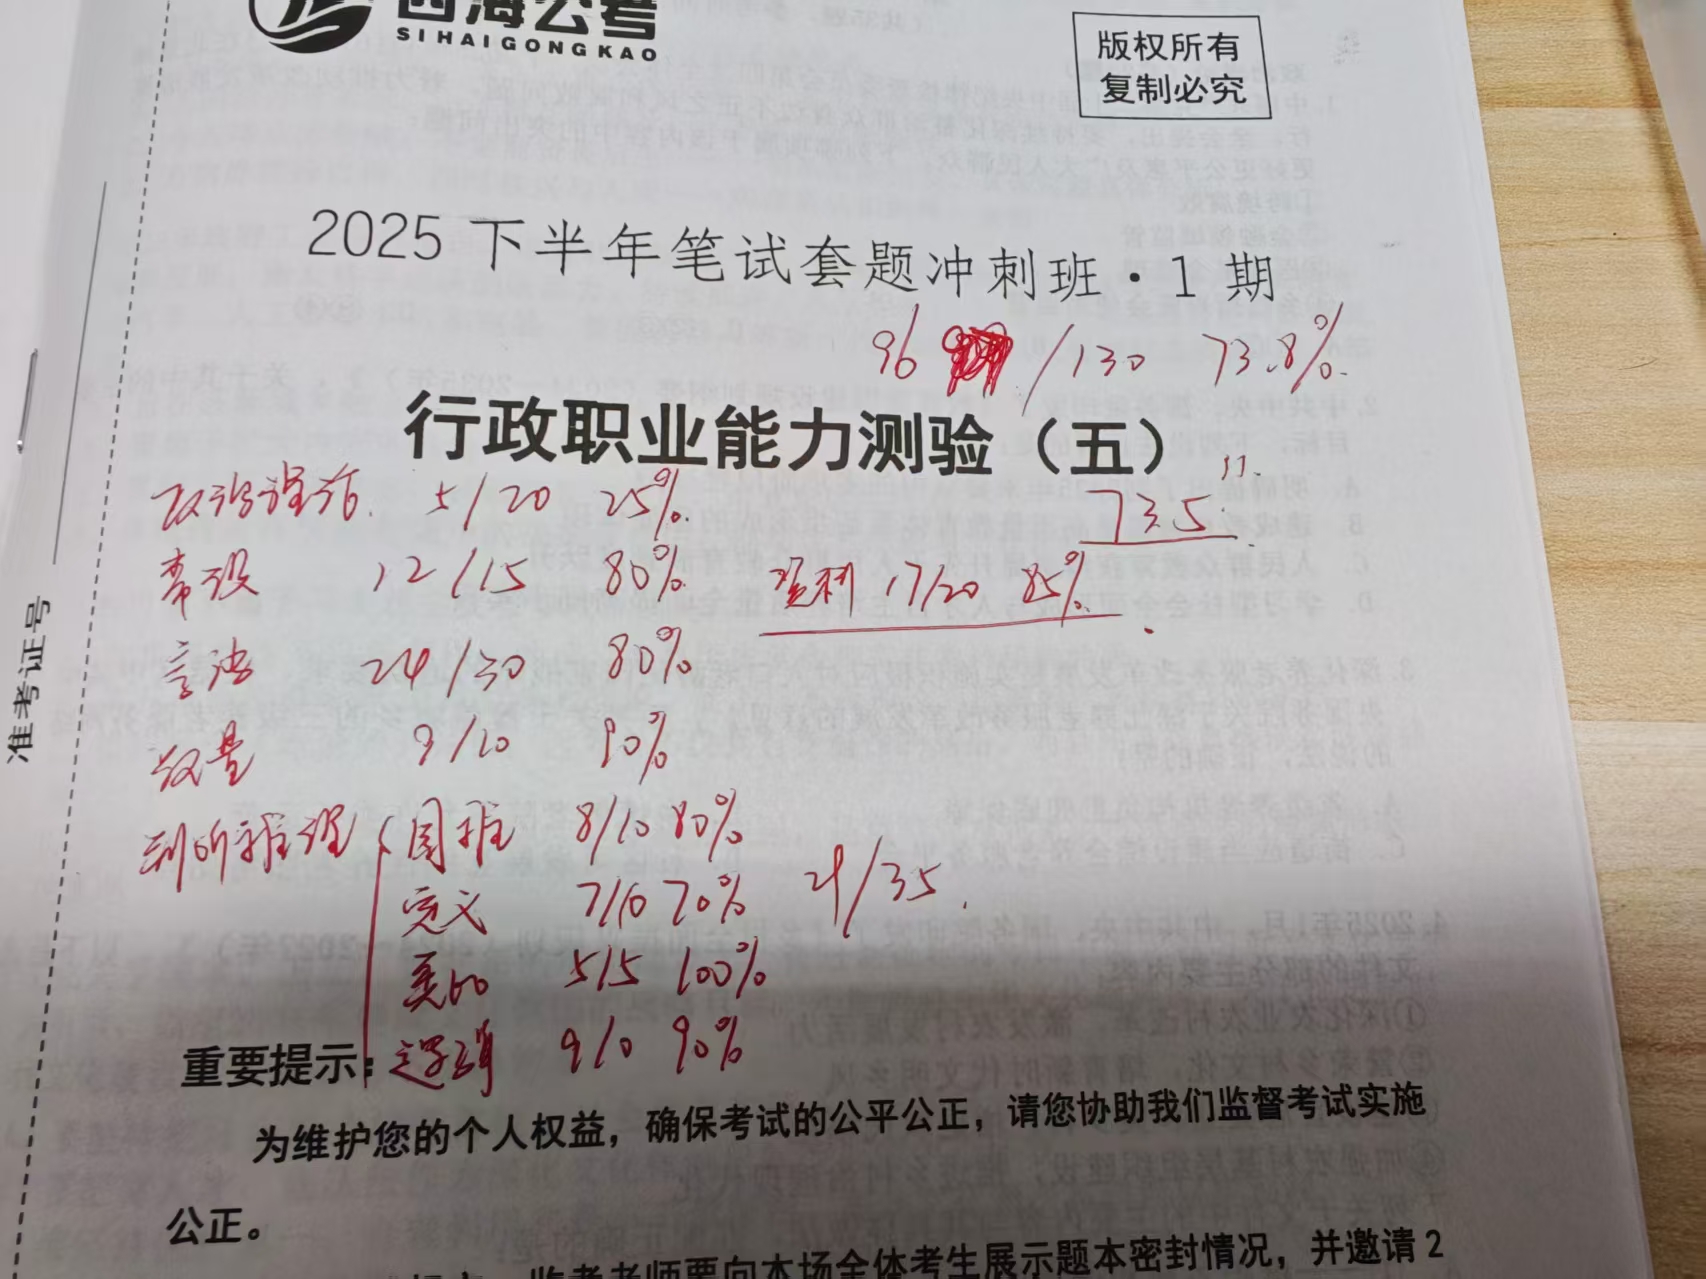 四海公考
SIHAIGONGKAO
版权所有
复制必究
2025下半年笔试套题冲刺班·1期
96 /130 73.8%.
行政职业能力测验（五）
73.5
政治理论. 5/20 25%.
常识 12/15 80%.
资料 17/20 85%.
言语 24/30 80%
数量 9/10 90%
判断推理 图推 8/10 80%
定义 7/10 70%
29/35.
类比 5/5 100%
逻辑 9/10 90%
准考证号
重要提示：
为维护您的个人权益，确保考试的公平公正，请您协助我们监督考试实施
公正。
监考老师要向本场全体考生展示题本密封情况，并邀请2